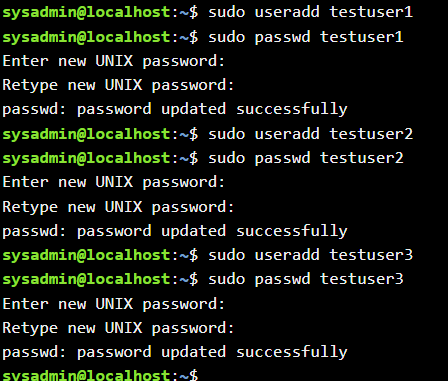 sysadmin@localhost:~$ sudo useradd testuser1
sysadmin@localhost:~$ sudo passwd testuser1
Enter new UNIX password:
Retype new UNIX password:
passwd: password updated successfully
sysadmin@localhost:~$ sudo useradd testuser2
sysadmin@localhost:~$ sudo passwd testuser2
Enter new UNIX password:
Retype new UNIX password:
passwd: password updated successfully
sysadmin@localhost:~$ sudo useradd testuser3
sysadmin@localhost:~$ sudo passwd testuser3
Enter new UNIX password:
Retype new UNIX password:
passwd: password updated successfully
sysadmin@localhost:~$